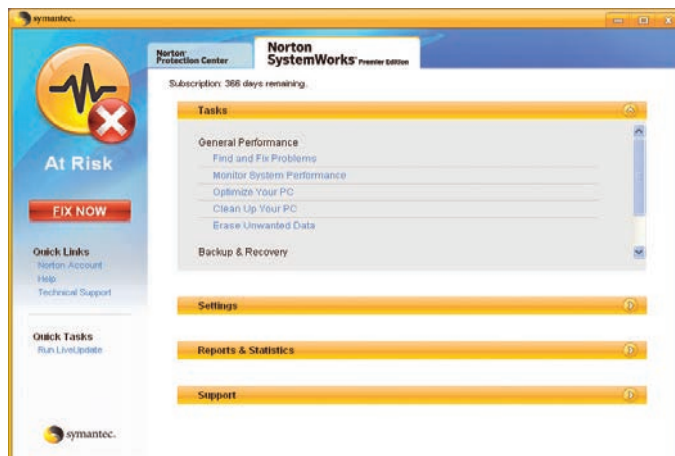 symantec.
Norton
Protection Center
Norton
SystemWorks Premier Edition
Subscription: 366 days remaining.
At Risk
FIX NOW
Quick Links
Norton Account
Help
Technical Support
Quick Tasks
Run LiveUpdate
symantec.
Tasks
General Performance
Find and Fix Problems
Monitor System Performance
Optimize Your PC
Clean Up Your PC
Erase Unwanted Data
Backup & Recovery
Settings
Reports & Statistics
Support